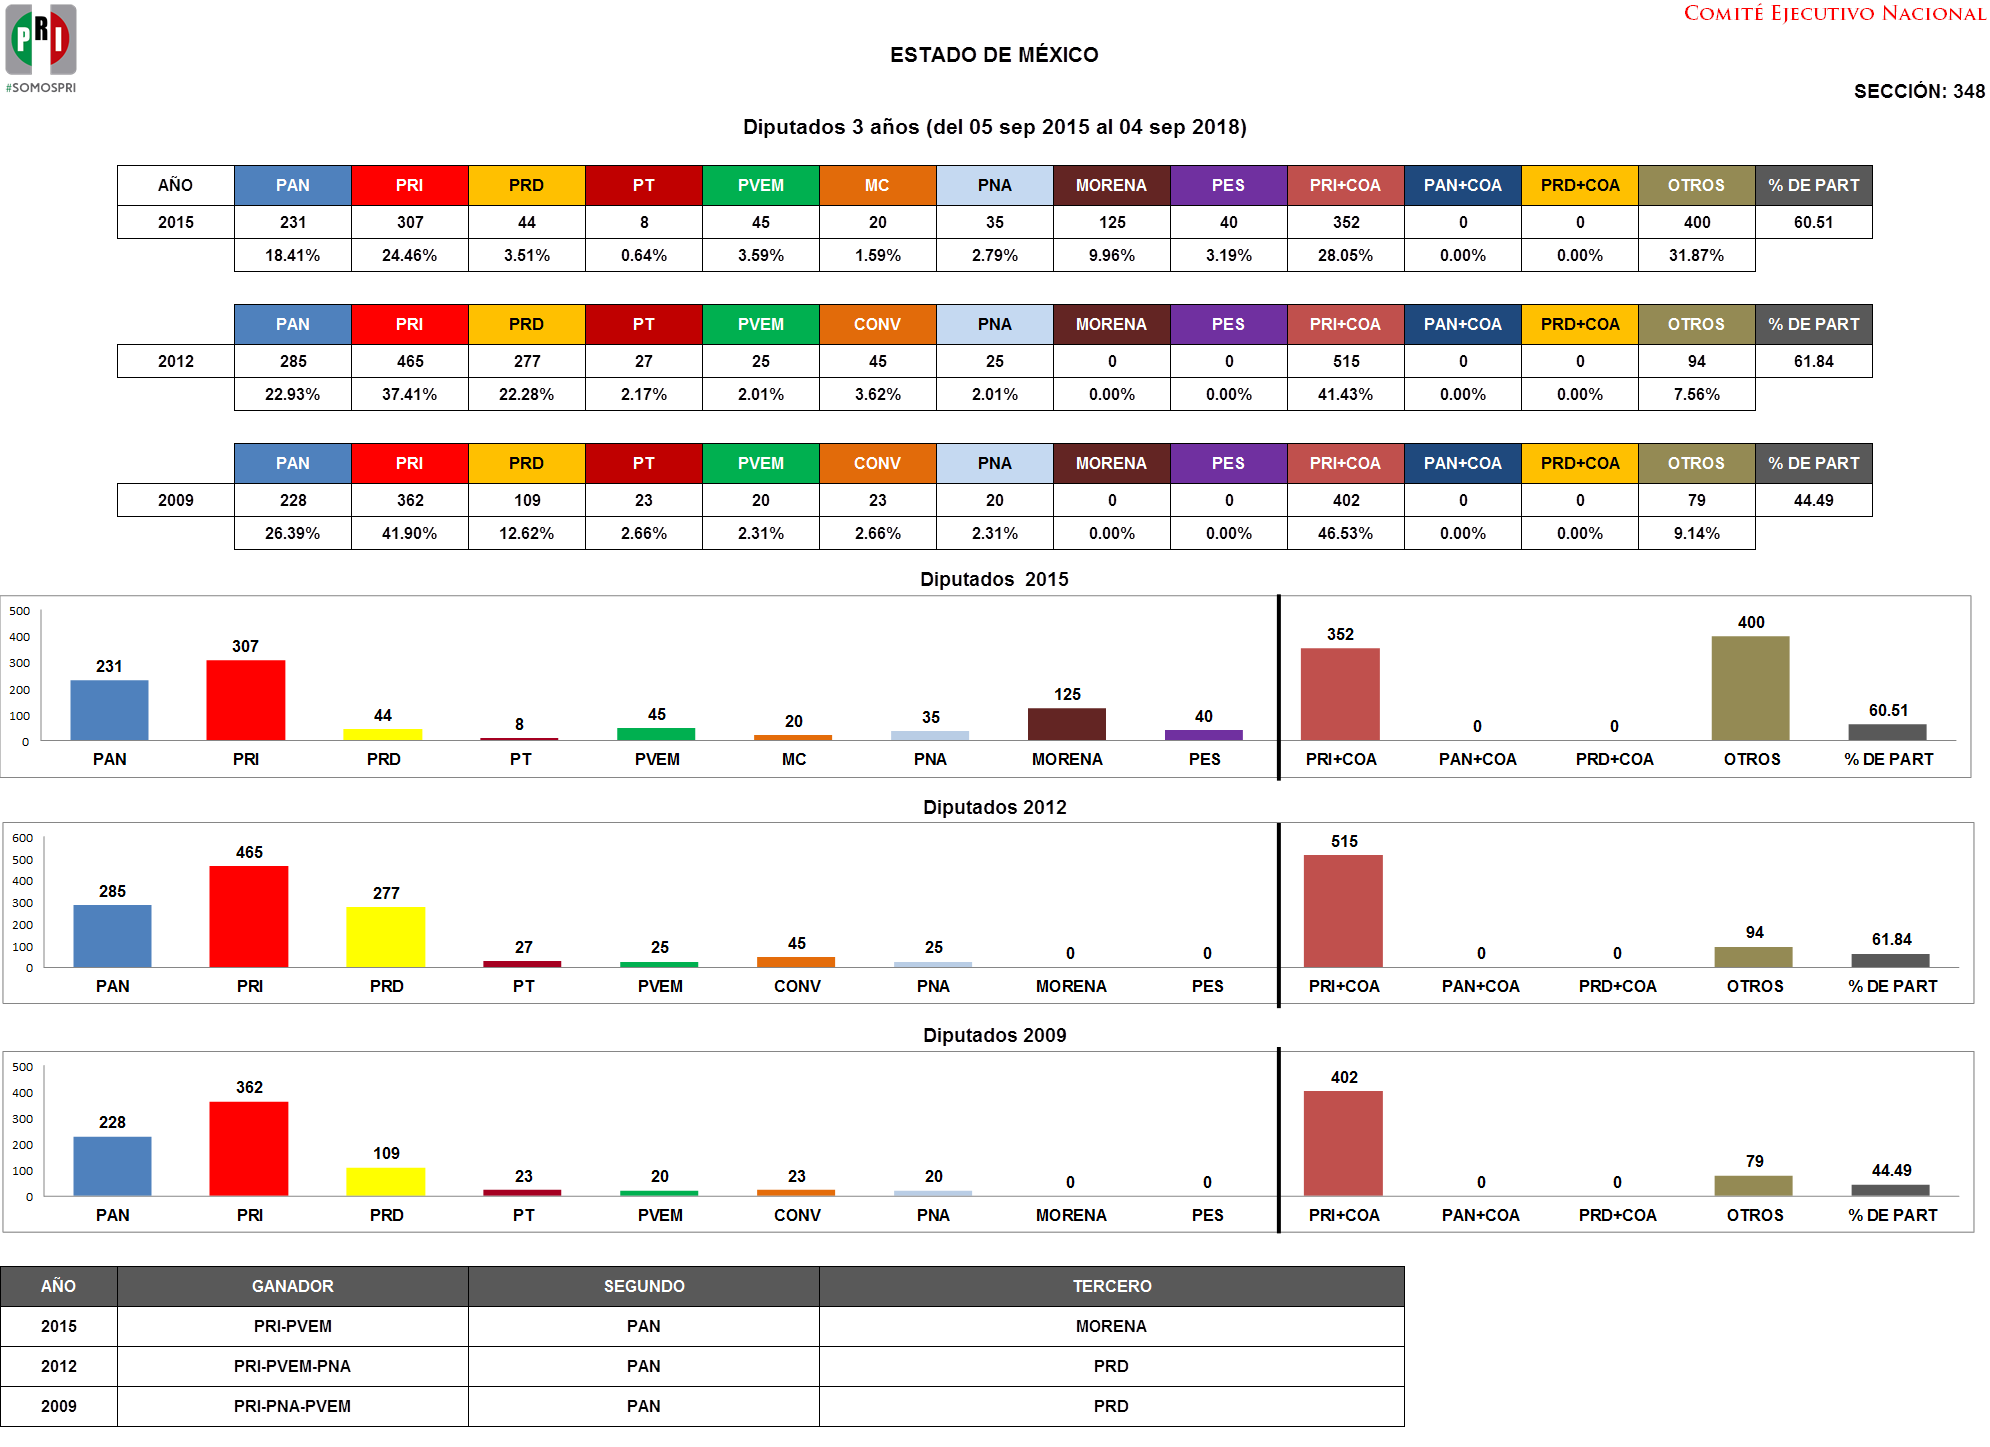 PRI
#SOMOSPRI
COMITÉ EJECUTIVO NACIONAL
ESTADO DE MÉXICO
SECCIÓN: 348
Diputados 3 años (del 05 sep 2015 al 04 sep 2018)
AÑO PAN PRI PRD PT PVEM MC PNA MORENA PES PRI+COA PAN+COA PRD+COA OTROS % DE PART
2015 231 307 44 8 45 20 35 125 40 352 0 0 400 60.51
18.41% 24.46% 3.51% 0.64% 3.59% 1.59% 2.79% 9.96% 3.19% 28.05% 0.00% 0.00% 31.87%
PAN PRI PRD PT PVEM CONV PNA MORENA PES PRI+COA PAN+COA PRD+COA OTROS % DE PART
2012 285 465 277 27 25 45 25 0 0 515 0 0 94 61.84
22.93% 37.41% 22.28% 2.17% 2.01% 3.62% 2.01% 0.00% 0.00% 41.43% 0.00% 0.00% 7.56%
PAN PRI PRD PT PVEM CONV PNA MORENA PES PRI+COA PAN+COA PRD+COA OTROS % DE PART
2009 228 362 109 23 20 23 20 0 0 402 0 0 79 44.49
26.39% 41.90% 12.62% 2.66% 2.31% 2.66% 2.31% 0.00% 0.00% 46.53% 0.00% 0.00% 9.14%
Diputados 2015
500
400
300
200
100
0
231 307 44 8 45 20 35 125 40 352 0 0 400 60.51
PAN PRI PRD PT PVEM MC PNA MORENA PES PRI+COA PAN+COA PRD+COA OTROS % DE PART
Diputados 2012
600
500
400
300
200
100
0
285 465 277 27 25 45 25 0 0 515 0 0 94 61.84
PAN PRI PRD PT PVEM CONV PNA MORENA PES PRI+COA PAN+COA PRD+COA OTROS % DE PART
Diputados 2009
500
400
300
200
100
0
228 362 109 23 20 23 20 0 0 402 0 0 79 44.49
PAN PRI PRD PT PVEM CONV PNA MORENA PES PRI+COA PAN+COA PRD+COA OTROS % DE PART
AÑO GANADOR SEGUNDO TERCERO
2015 PRI-PVEM PAN MORENA
2012 PRI-PVEM-PNA PAN PRD
2009 PRI-PNA-PVEM PAN PRD